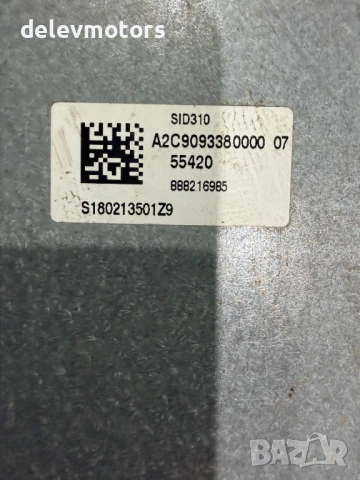 delevmotors
SID310
A2C9093380000 07
55420
888216985
S180213501Z9
BAZAR